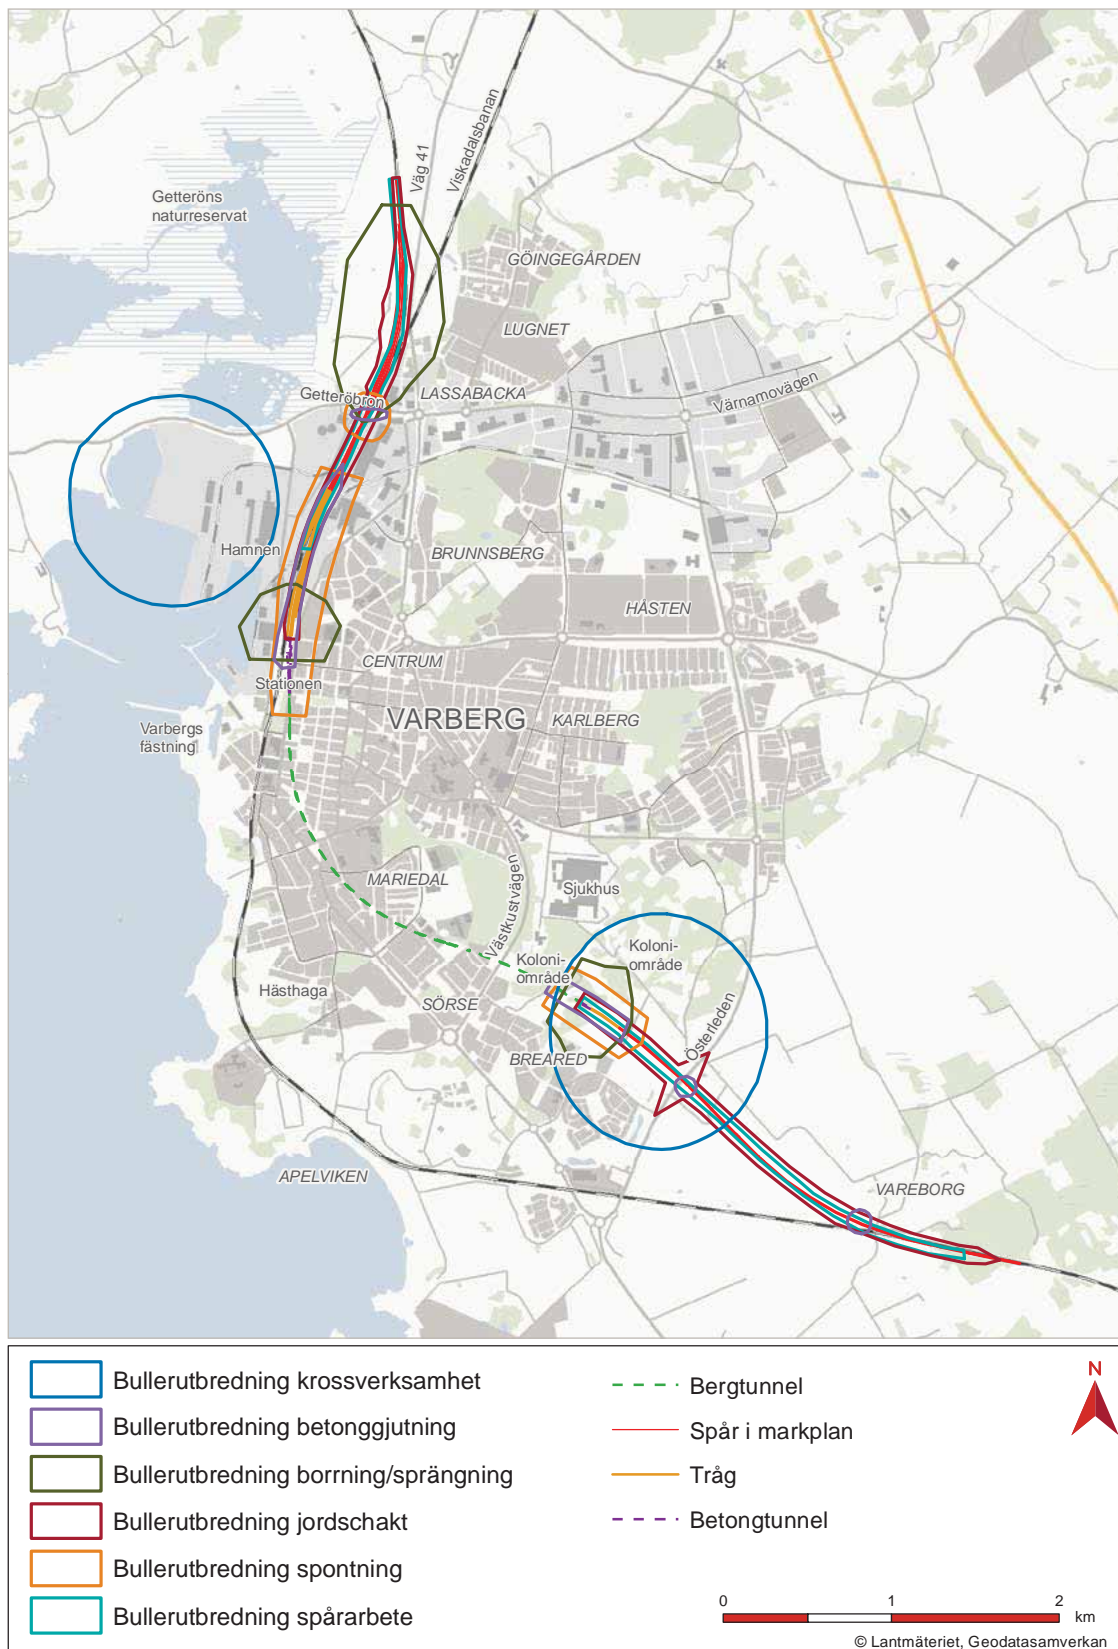 Väg 41
Viskadalsbanan
Getteröns
naturreservat
GÖINGEGÅRDEN
LUGNET
Getteröbron
LASSABACKA
Värnamovägen
Hamnen
BRUNNSBERG
HÅSTEN
CENTRUM
Stationen
VARBERG
KARLBERG
Varbergs
fästning
MARIEDAL
Västkustvägen
Sjukhus
Koloni-
område
Koloni-
område
Hästhaga
SÖRSE
Österleden
BREARED
APELVIKEN
VAREBORG
Bullerutbredning krossverksamhet
Bullerutbredning betonggjutning
Bullerutbredning borrning/sprängning
Bullerutbredning jordschakt
Bullerutbredning spontning
Bullerutbredning spårarbete
Bergtunnel
Spår i markplan
Tråg
Betongtunnel
N
0 1 2
km
© Lantmäteriet, Geodatasamverkan